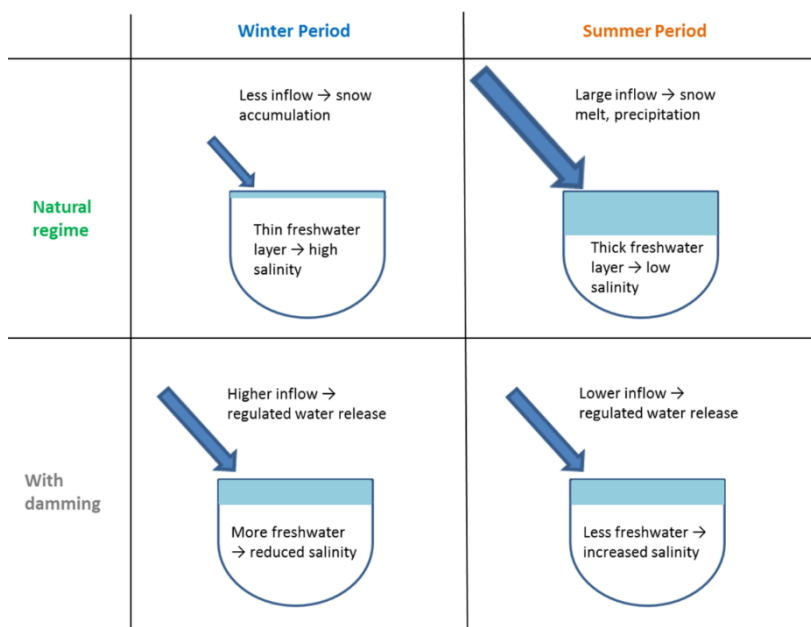 Winter Period
Summer Period
Natural
regime
Less inflow → snow
accumulation
Thin freshwater
layer → high
salinity
Large inflow → snow
melt, precipitation
Thick freshwater
layer → low
salinity
With
damming
Higher inflow →
regulated water release
More freshwater
→ reduced salinity
Lower inflow →
regulated water release
Less freshwater →
increased salinity